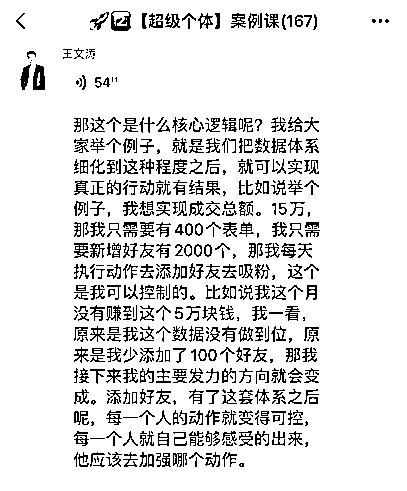 【超级个体】案例课(167)
王文涛
54"
那这个是什么核心逻辑呢？我给大
家举个例子，就是我们把数据体系
细化到这种程度之后，就可以实现
真正的行动就有结果，比如说举个
例子，我想实现成交总额。15万，
那我只需要有400个表单，我只需
要新增好友有2000个，那我每天
执行动作去添加好友去吸粉，这个
是我可以控制的。比如说我这个月
没有赚到这个5万块钱，我一看，
原来是我这个数据没有做到位，原
来是我少添加了100个好友，那我
接下来我的主要发力的方向就会变
成。添加好友，有了这套体系之后
呢，每一个人的动作就变得可控，
每一个人就自己能够感受的出来，
他应该去加强哪个动作。